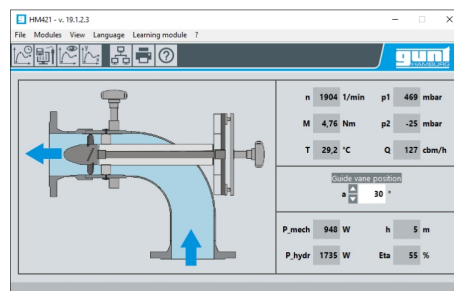 HM421 - v. 19.1.2.3
File Modules View Language Learning module ?
gunt
HAMBURG
n 1904 1/min p1 469 mbar
M 4,76 Nm p2 -25 mbar
T 29,2 °C Q 127 cbm/h
Guide vane position
a 30 °
P_mech 948 W h 5 m
P_hydr 1735 W Eta 55 %